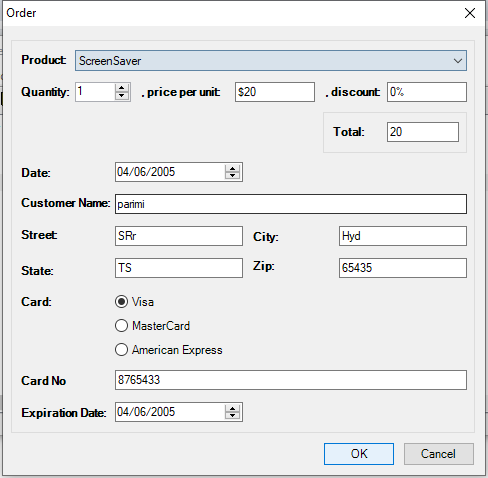 Order
Product: ScreenSaver
Quantity: 1 , price per unit: $20 , discount: 0%
Total: 20
Date: 04/06/2005
Customer Name: parimi
Street: SRr City: Hyd
State: TS Zip: 65435
Card: Visa
MasterCard
American Express
Card No 8765433
Expiration Date: 04/06/2005
OK Cancel